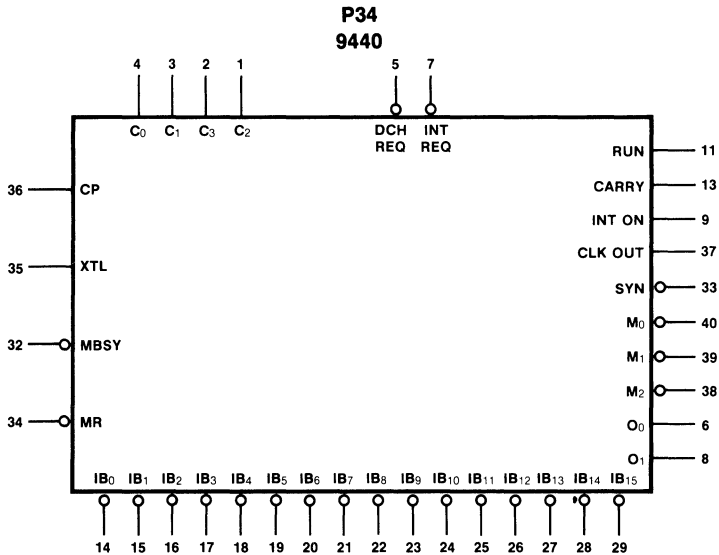 P34
9440
4 3 2 1 5 7
C₀ C₁ C₃ C₂ DCH INT
REQ REQ
RUN 11
36 CP CARRY 13
INT ON 9
CLK OUT 37
35 XTL
SYN 33
M₀ 40
32 MBSY M₁ 39
M₂ 38
34 MR O₀ 6
O₁ 8
IB₀ IB₁ IB₂ IB₃ IB₄ IB₅ IB₆ IB₇ IB₈ IB₉ IB₁₀ IB₁₁ IB₁₂ IB₁₃ IB₁₄ IB₁₅
14 15 16 17 18 19 20 21 22 23 24 25 26 27 28 29